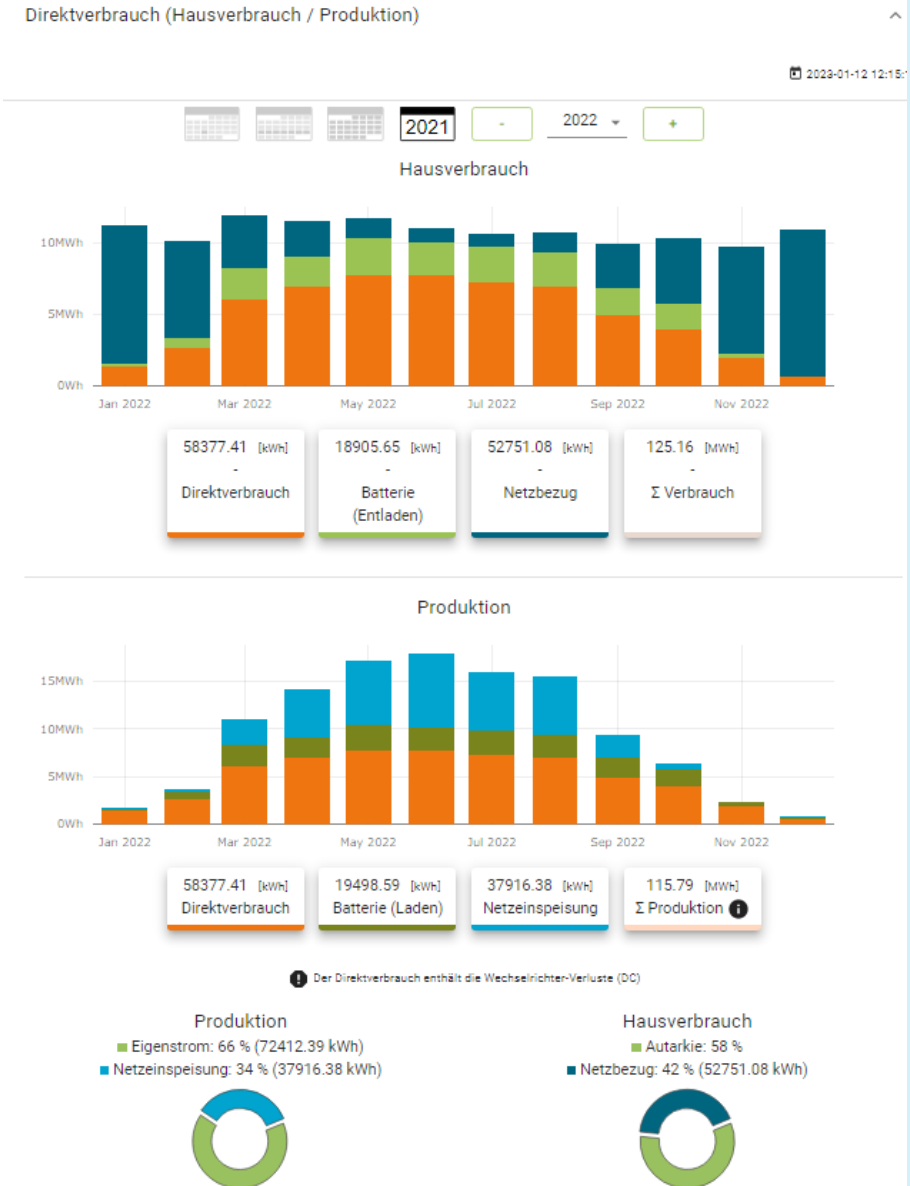 Direktverbrauch (Hausverbrauch / Produktion)
2023-01-12 12:15:
2021 - 2022 +
Hausverbrauch
10MWh
5MWh
0Wh
Jan 2022 Mar 2022 May 2022 Jul 2022 Sep 2022 Nov 2022
58377.41 [kWh] 18905.65 [kWh] 52751.08 [kWh] 125.16 [MWh]
- - - -
Direktverbrauch Batterie Netzbezug Σ Verbrauch
(Entladen)
Produktion
15MWh
10MWh
5MWh
0Wh
Jan 2022 Mar 2022 May 2022 Jul 2022 Sep 2022 Nov 2022
58377.41 [kWh] 19498.59 [kWh] 37916.38 [kWh] 115.79 [MWh]
Direktverbrauch Batterie (Laden) Netzeinspeisung Σ Produktion
Der Direktverbrauch enthält die Wechselrichter-Verluste (DC)
Produktion Hausverbrauch
Eigenstrom: 66 % (72412.39 kWh) Autarkie: 58 %
Netzeinspeisung: 34 % (37916.38 kWh) Netzbezug: 42 % (52751.08 kWh)